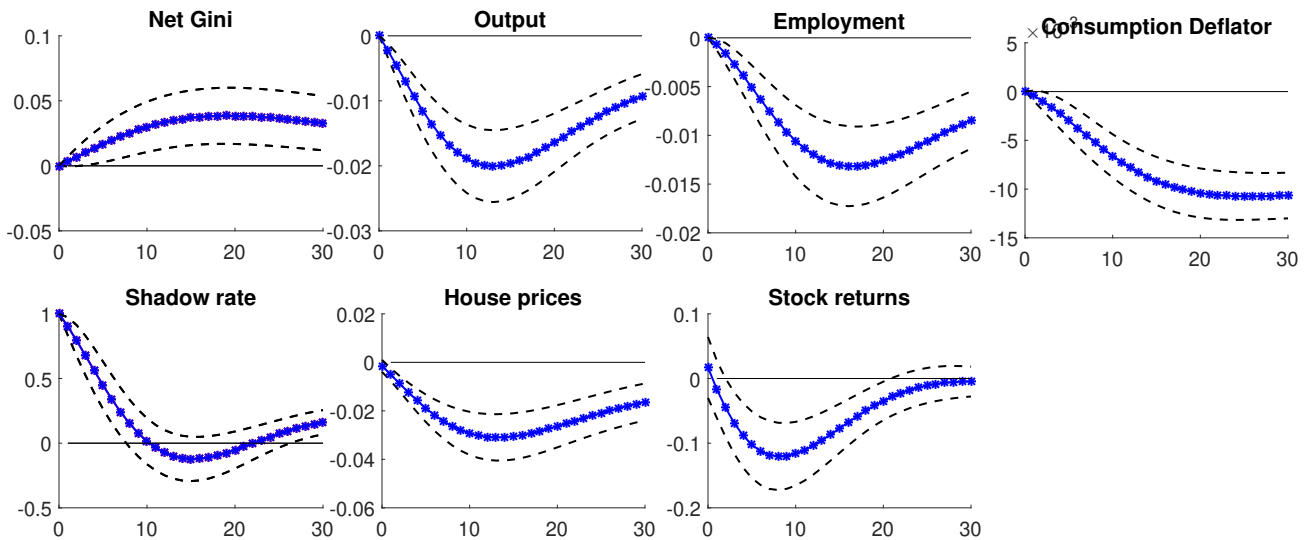 Net Gini
0.1
0.05
0
-0.05
0 10 20 30
Output
0
-0.01
-0.02
-0.03
0 10 20 30
Employment
0
-0.005
-0.01
-0.015
-0.02
0 10 20 30
×10⁻³
Consumption Deflator
5
0
-5
-10
-15
0 10 20 30
Shadow rate
1
0.5
0
-0.5
0 10 20 30
House prices
0.02
0
-0.02
-0.04
-0.06
0 10 20 30
Stock returns
0.1
0
-0.1
-0.2
0 10 20 30